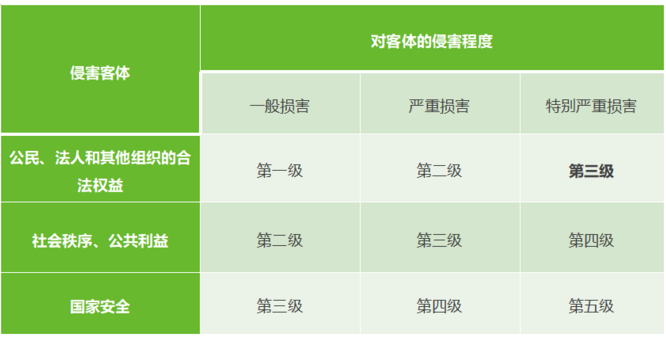 侵害客体
对客体的侵害程度
一般损害 严重损害 特别严重损害
公民、法人和其他组织的合
法权益
第一级 第二级 第三级
社会秩序、公共利益 第二级 第三级 第四级
国家安全 第三级 第四级 第五级